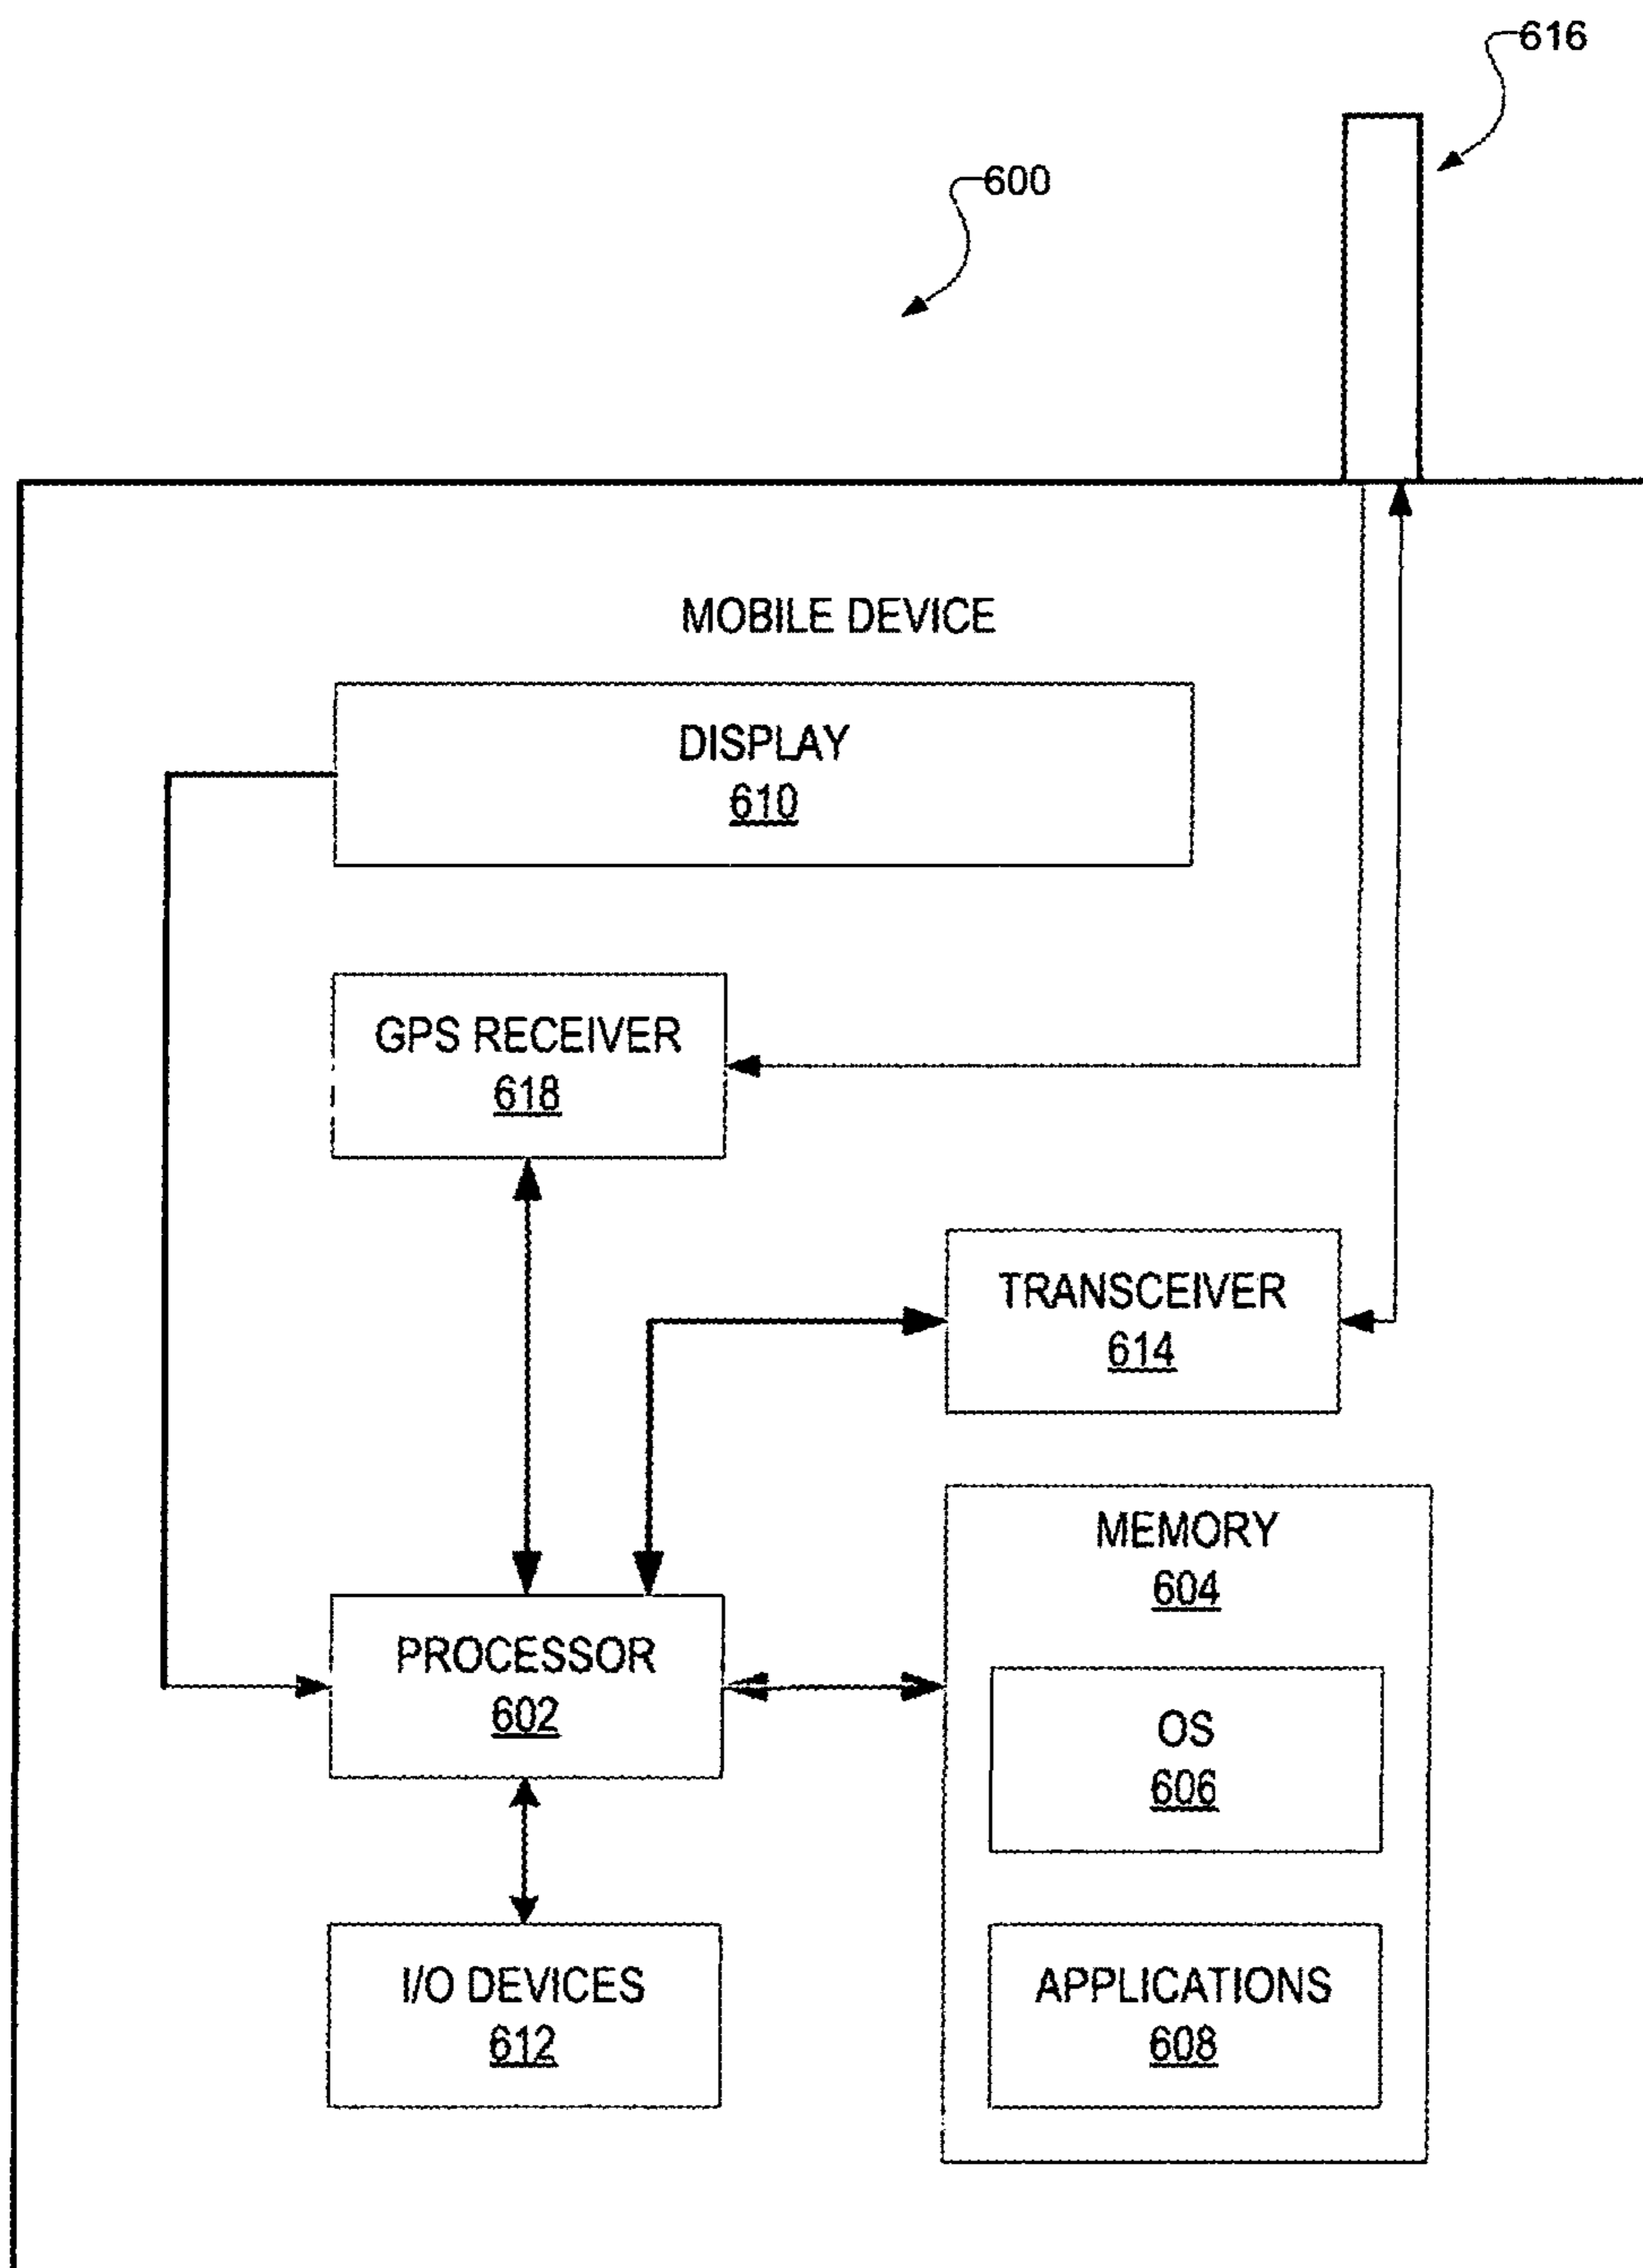 616
600
MOBILE DEVICE
DISPLAY
610
GPS RECEIVER
618
TRANSCEIVER
614
MEMORY
604
PROCESSOR
602
OS
606
I/O DEVICES
612
APPLICATIONS
608